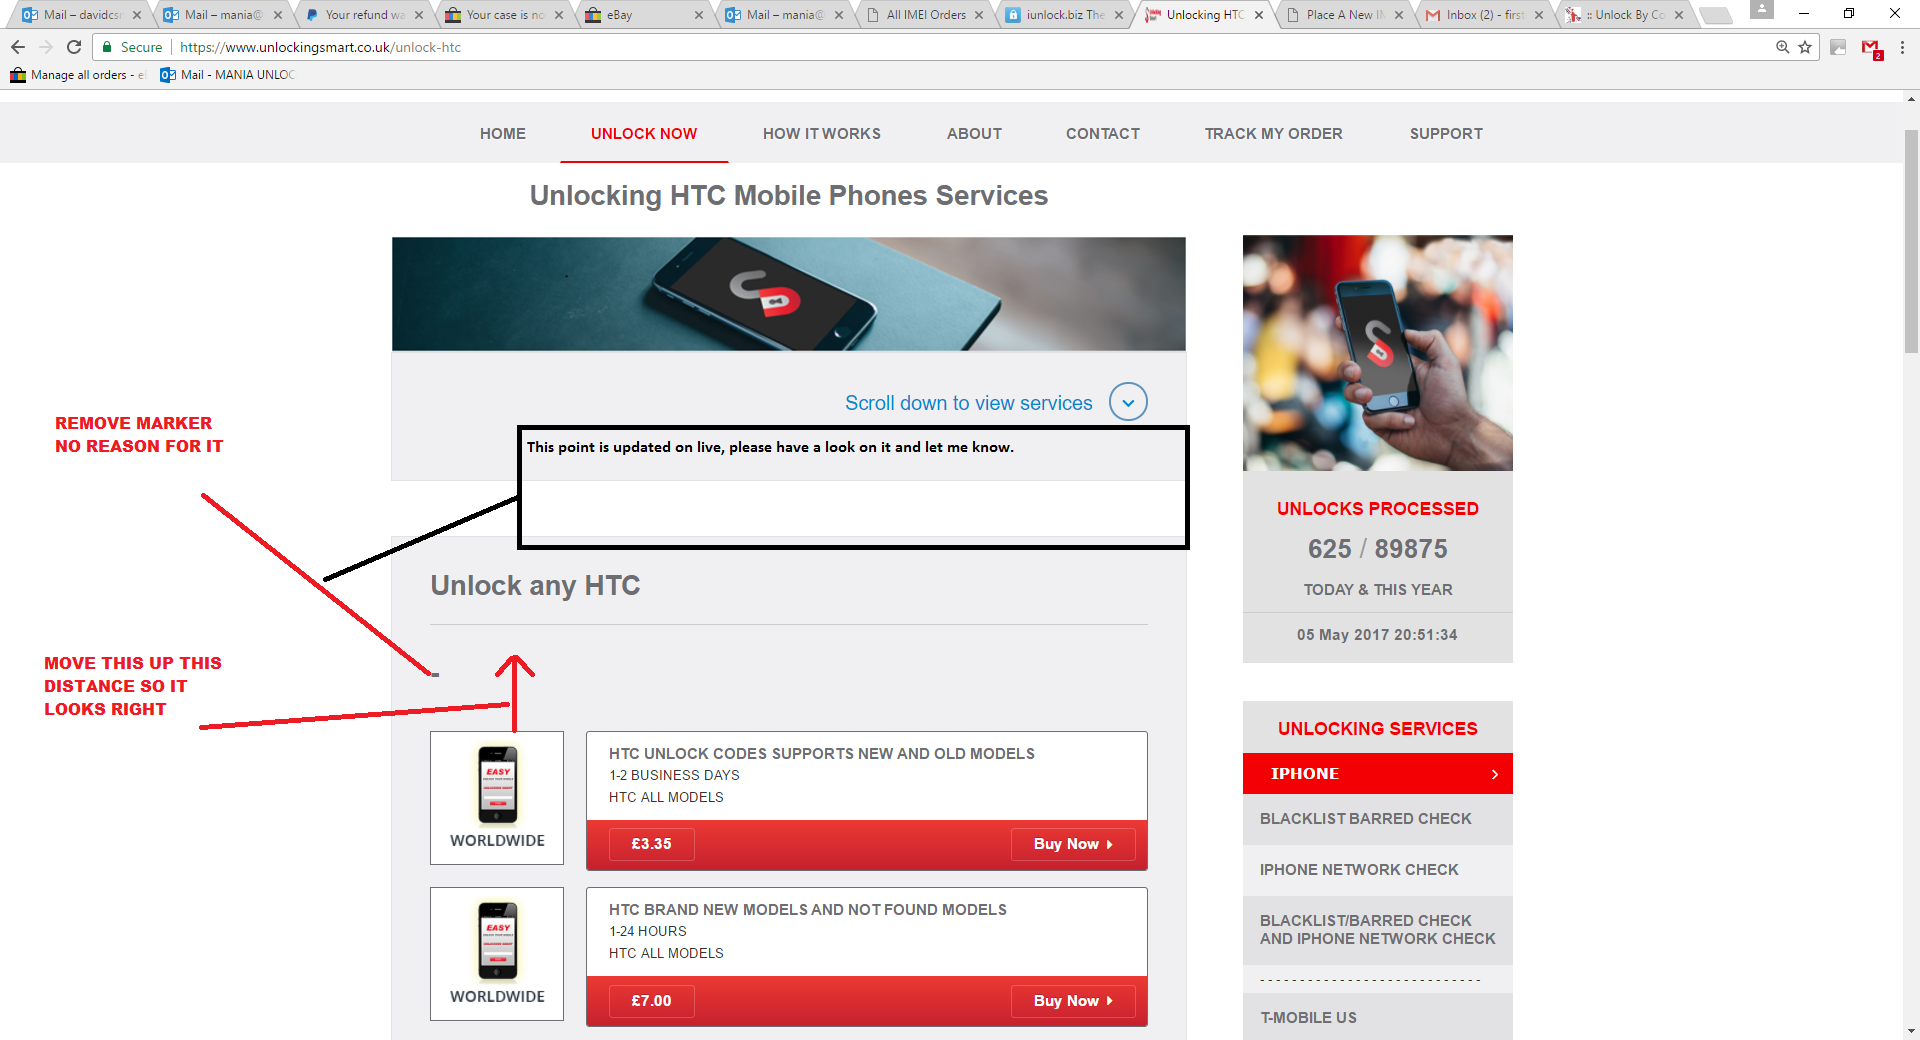 Mail – davidcsr
Mail – mania@
Your refund wa
Your case is no
eBay
Mail – mania@
All IMEI Orders
iunlock.biz The
Unlocking HTC
Place A New IM
Inbox (2) - first
:: Unlock By Co
Secure
https://www.unlockingsmart.co.uk/unlock-htc
2
Manage all orders - e
Mail - MANIA UNLOC
HOME
UNLOCK NOW
HOW IT WORKS
ABOUT
CONTACT
TRACK MY ORDER
SUPPORT
Unlocking HTC Mobile Phones Services
Scroll down to view services
REMOVE MARKER
NO REASON FOR IT
This point is updated on live, please have a look on it and let me know.
Unlock any HTC
-
MOVE THIS UP THIS
DISTANCE SO IT
LOOKS RIGHT
EASY
WORLDWIDE
HTC UNLOCK CODES SUPPORTS NEW AND OLD MODELS
1-2 BUSINESS DAYS
HTC ALL MODELS
£3.35
Buy Now
EASY
WORLDWIDE
HTC BRAND NEW MODELS AND NOT FOUND MODELS
1-24 HOURS
HTC ALL MODELS
£7.00
Buy Now
UNLOCKS PROCESSED
625 / 89875
TODAY & THIS YEAR
05 May 2017 20:51:34
UNLOCKING SERVICES
IPHONE
BLACKLIST BARRED CHECK
IPHONE NETWORK CHECK
BLACKLIST/BARRED CHECK
AND IPHONE NETWORK CHECK
- - - - - - - - - - - - - - - - - - - - - - - - - - -
T-MOBILE US